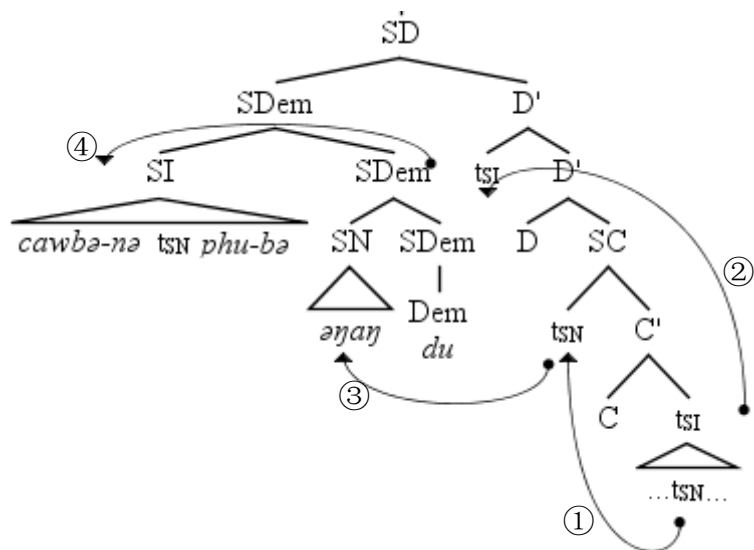 SD
SDem D'
④
SI SDem tSI D'
cawbə-nə tSN phu-bə SN SDem D SC
②
əŋaŋ Dem tSN C'
du
③
C tSI
...tSN...
①